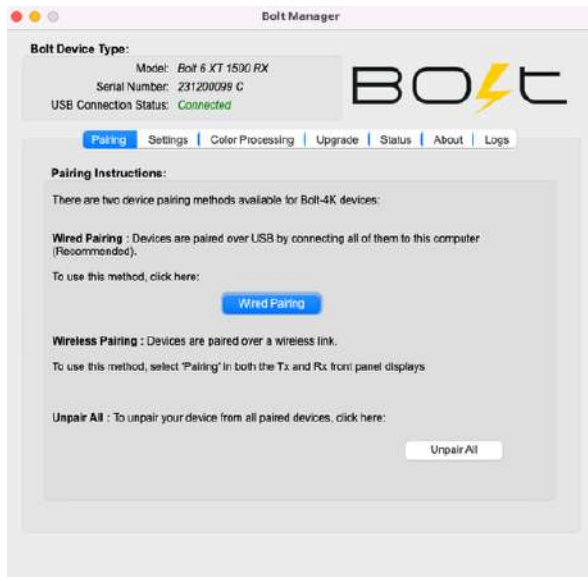 Bolt Manager
Bolt Device Type:
Model: Bolt 6 XT 1500 RX
Serial Number: 231200099 C
USB Connection Status: Connected
BOLT
Pairing Settings Color Processing Upgrade Status About Logs
Pairing Instructions:
There are two device pairing methods available for Bolt-4K devices:
Wired Pairing : Devices are paired over USB by connecting all of them to this computer
(Recommended).
To use this method, click here:
Wired Pairing
Wireless Pairing : Devices are paired over a wireless link.
To use this method, select 'Pairing' in both the Tx and Rx front panel displays
Unpair All : To unpair your device from all paired devices, click here:
Unpair All